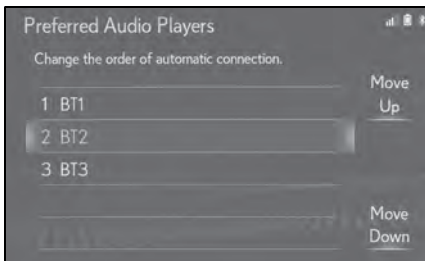 Preferred Audio Players
Change the order of automatic connection.
Move
Up
1 BT1
2 BT2
3 BT3
Move
Down